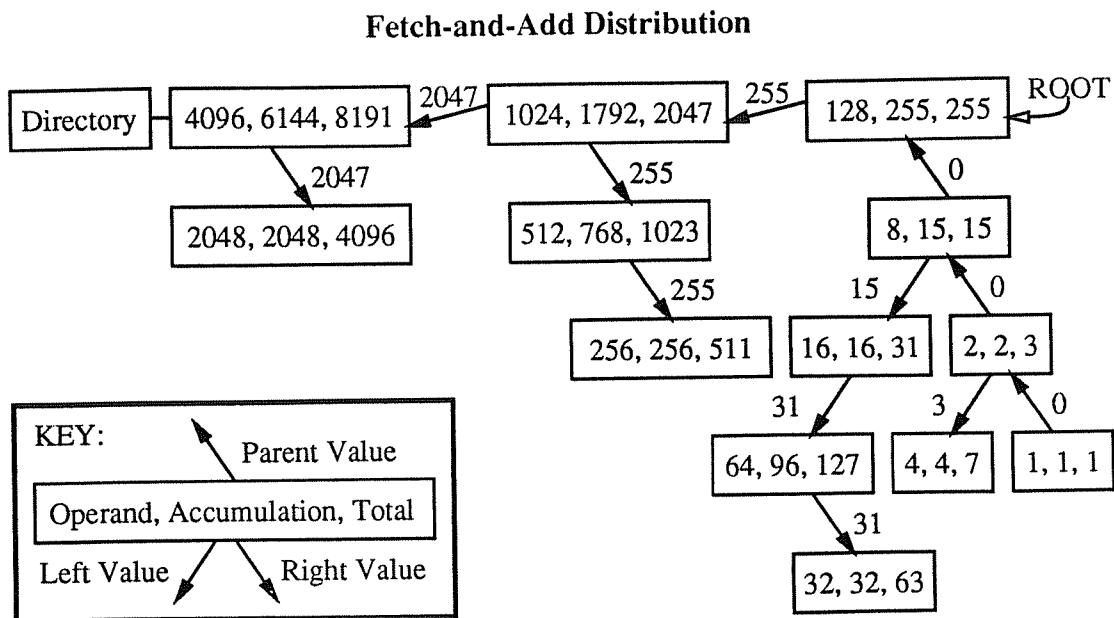 Fetch-and-Add Distribution
Directory
4096, 6144, 8191
2047
1024, 1792, 2047
255
128, 255, 255
ROOT
2047
255
0
2048, 2048, 4096
512, 768, 1023
8, 15, 15
255
15
0
256, 256, 511
16, 16, 31
2, 2, 3
31
3
0
64, 96, 127
4, 4, 7
1, 1, 1
31
32, 32, 63
KEY:
Parent Value
Operand, Accumulation, Total
Left Value
Right Value